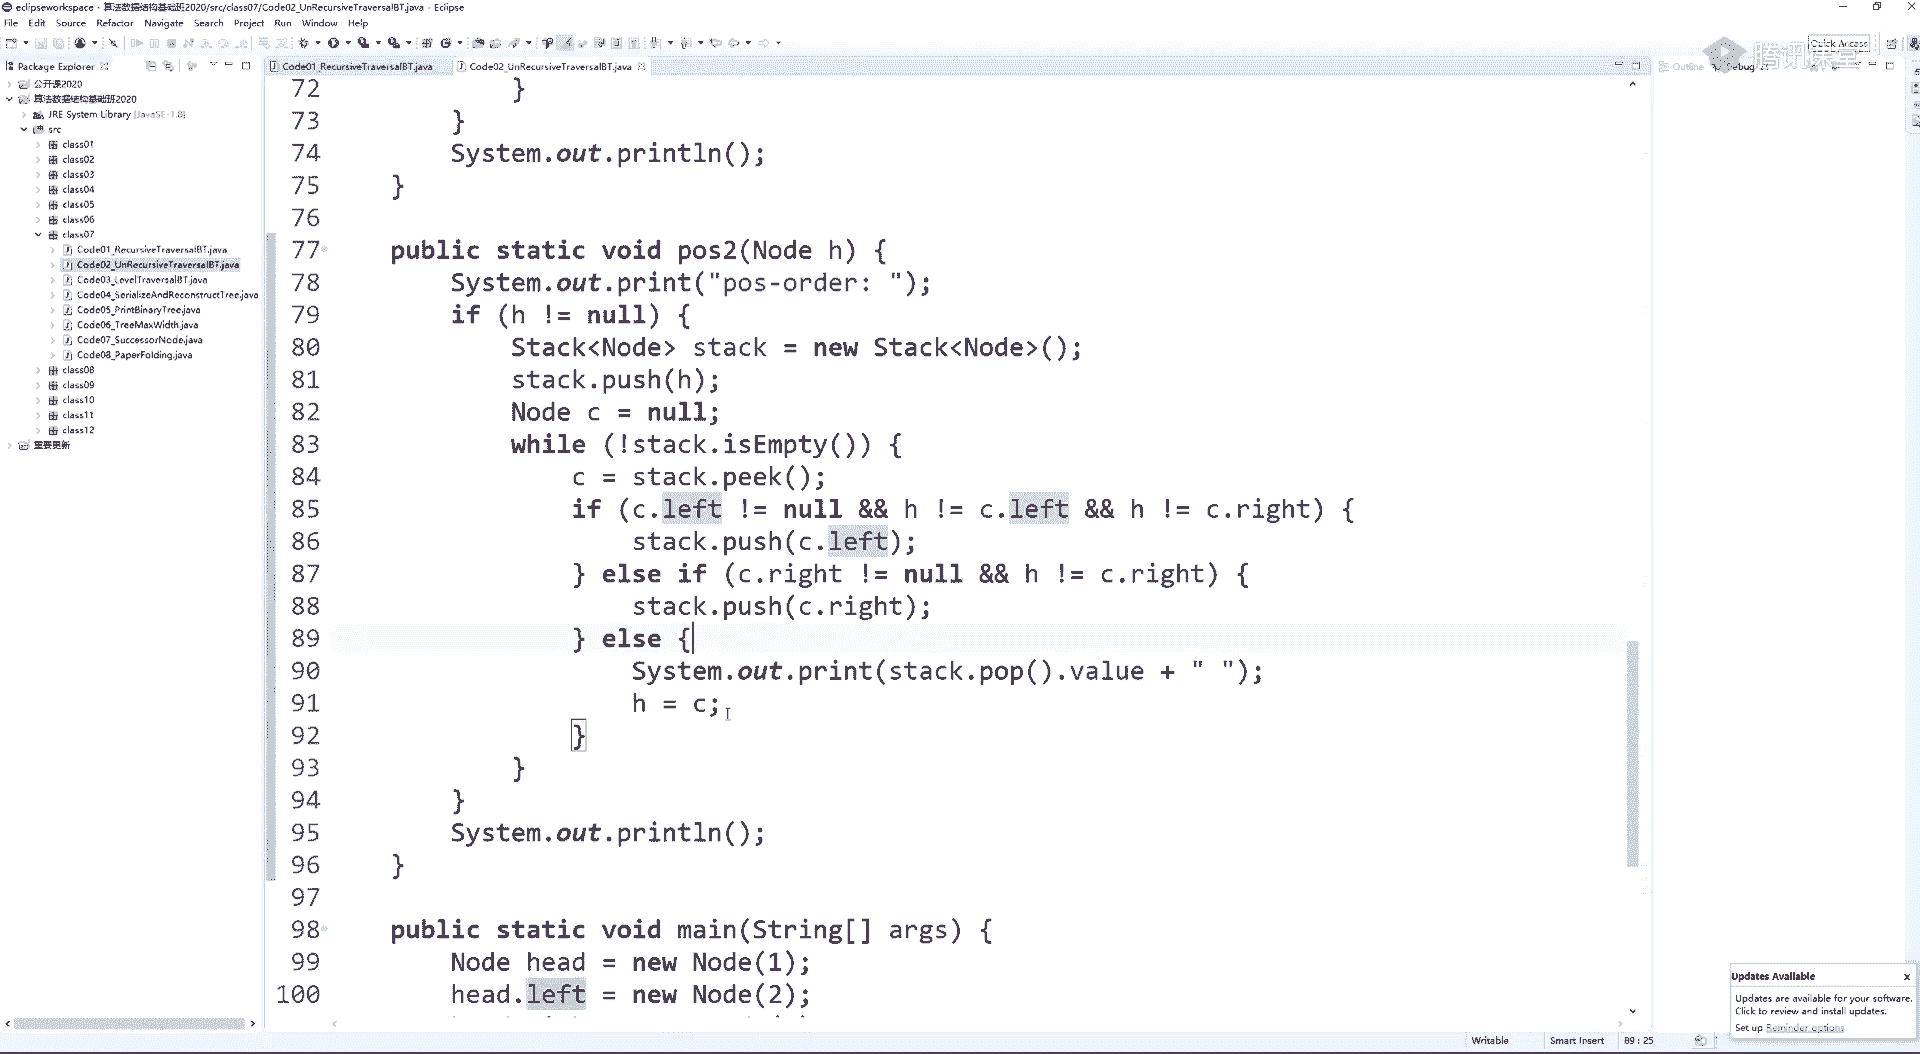 eclipseworkspace - 算法数据结构基础班2020/src/class07/Code02_UnRecursiveTraversalBT.java - Eclipse
File Edit Source Refactor Navigate Search Project Run Window Help
Quick Access
腾讯课堂
Package Explorer
Code01_RecursiveTraversalBT.java
Code02_UnRecursiveTraversalBT.java
Outline
Debug
公开课2020
算法数据结构基础班2020
JRE System Library [JavaSE-1.8]
src
class01
class02
class03
class04
class05
class06
class07
Code01_RecursiveTraversalBT.java
Code02_UnRecursiveTraversalBT.java
Code03_LevelTraversalBT.java
Code04_SerializeAndReconstructTree.java
Code05_PrintBinaryTree.java
Code06_TreeMaxWidth.java
Code07_SuccessorNode.java
Code08_PaperFolding.java
class08
class09
class10
class11
class12
重要更新
72 }
73 }
74 System.out.println();
75 }
76
77 public static void pos2(Node h) {
78 System.out.print("pos-order: ");
79 if (h != null) {
80 Stack<Node> stack = new Stack<Node>();
81 stack.push(h);
82 Node c = null;
83 while (!stack.isEmpty()) {
84 c = stack.peek();
85 if (c.left != null && h != c.left && h != c.right) {
86 stack.push(c.left);
87 } else if (c.right != null && h != c.right) {
88 stack.push(c.right);
89 } else {
90 System.out.print(stack.pop().value + " ");
91 h = c;
92 }
93 }
94 }
95 System.out.println();
96 }
97
98 public static void main(String[] args) {
99 Node head = new Node(1);
100 head.left = new Node(2);
Updates Available
Updates are available for your software.
Click to review and install updates.
Set up Reminder options
Writable Smart Insert 89 : 25